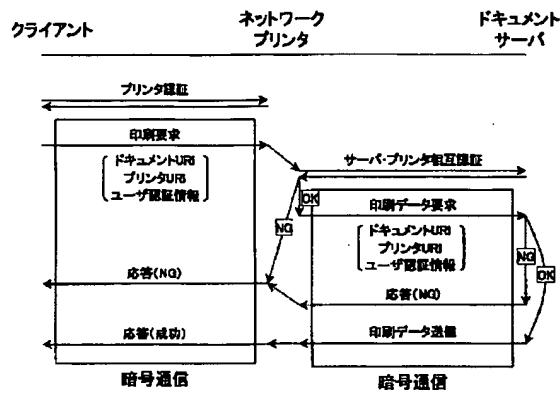 クライアント
ネットワーク
プリンタ
ドキュメント
サーバ
プリンタ認証
印刷要求
ドキュメントURI
プリンタURI
ユーザ認証情報
サーバ・プリンタ相互認証
OK
印刷データ要求
NG
ドキュメントURI
プリンタURI
ユーザ認証情報
NG
OK
応答(NG)
応答(NG)
応答(成功)
印刷データ送信
暗号通信
暗号通信